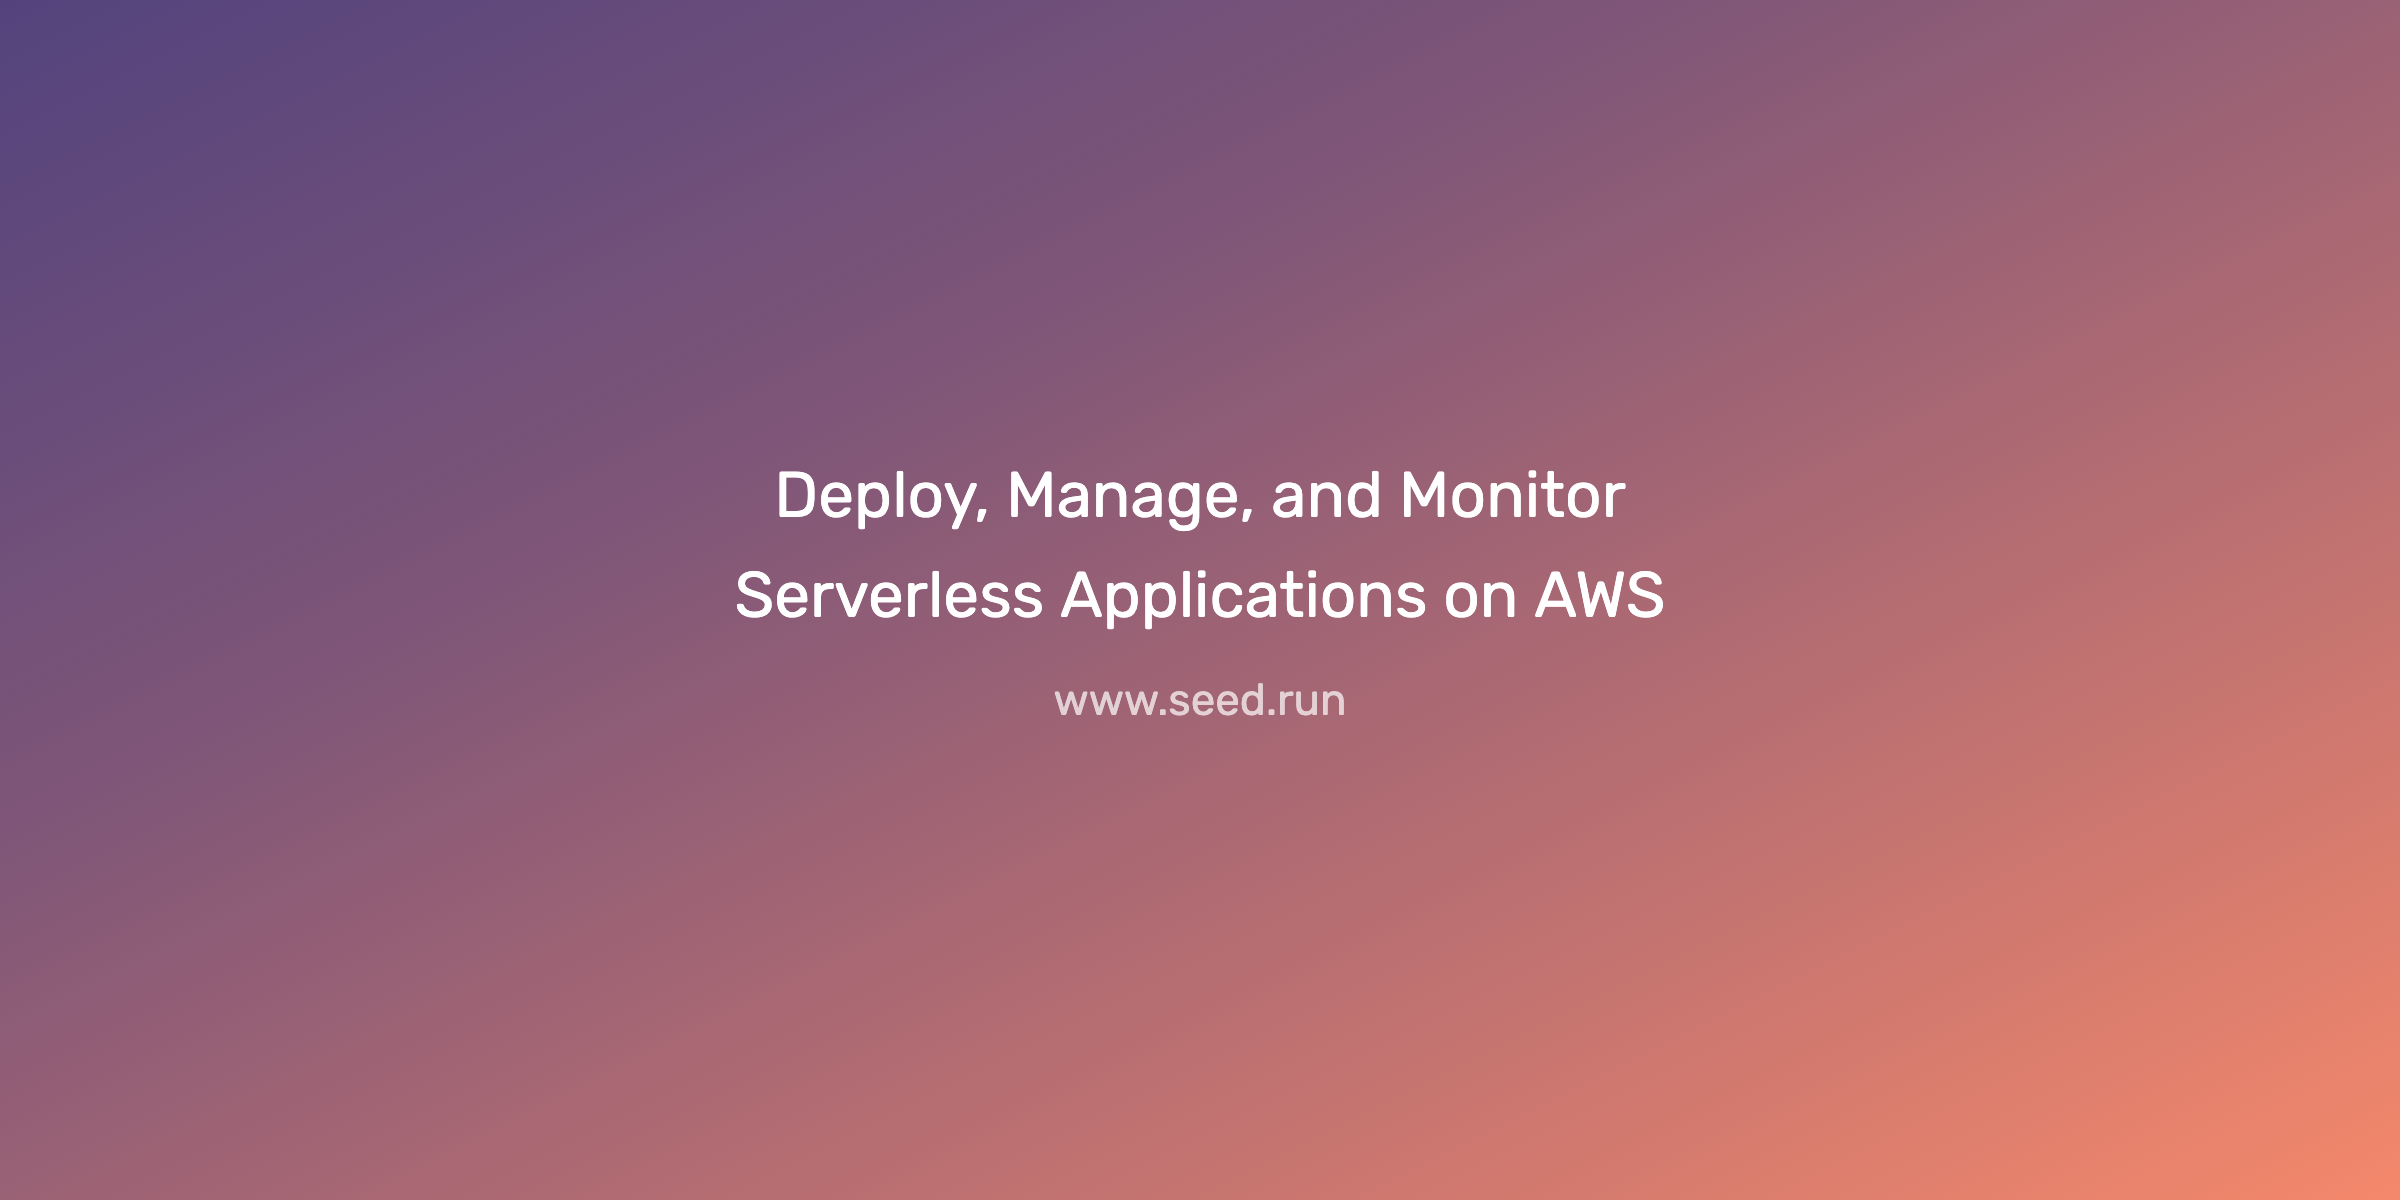 Deploy, Manage, and Monitor
Serverless Applications on AWS
www.seed.run